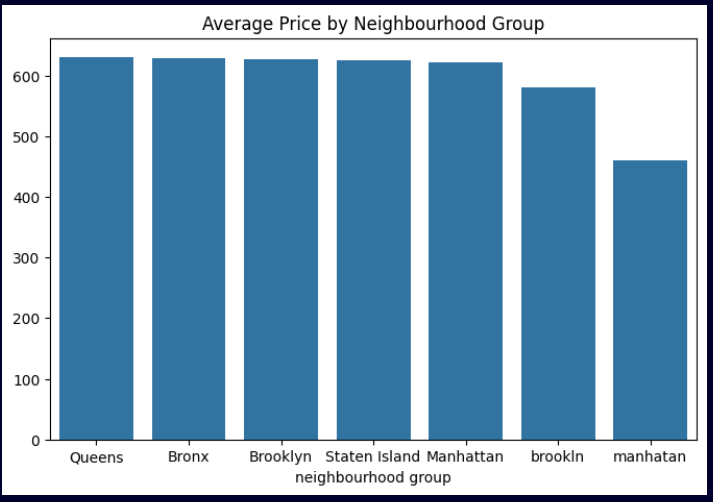 Average Price by Neighbourhood Group
600
500
400
300
200
100
0
Queens Bronx Brooklyn Staten Island Manhattan brookln manhatan
neighbourhood group